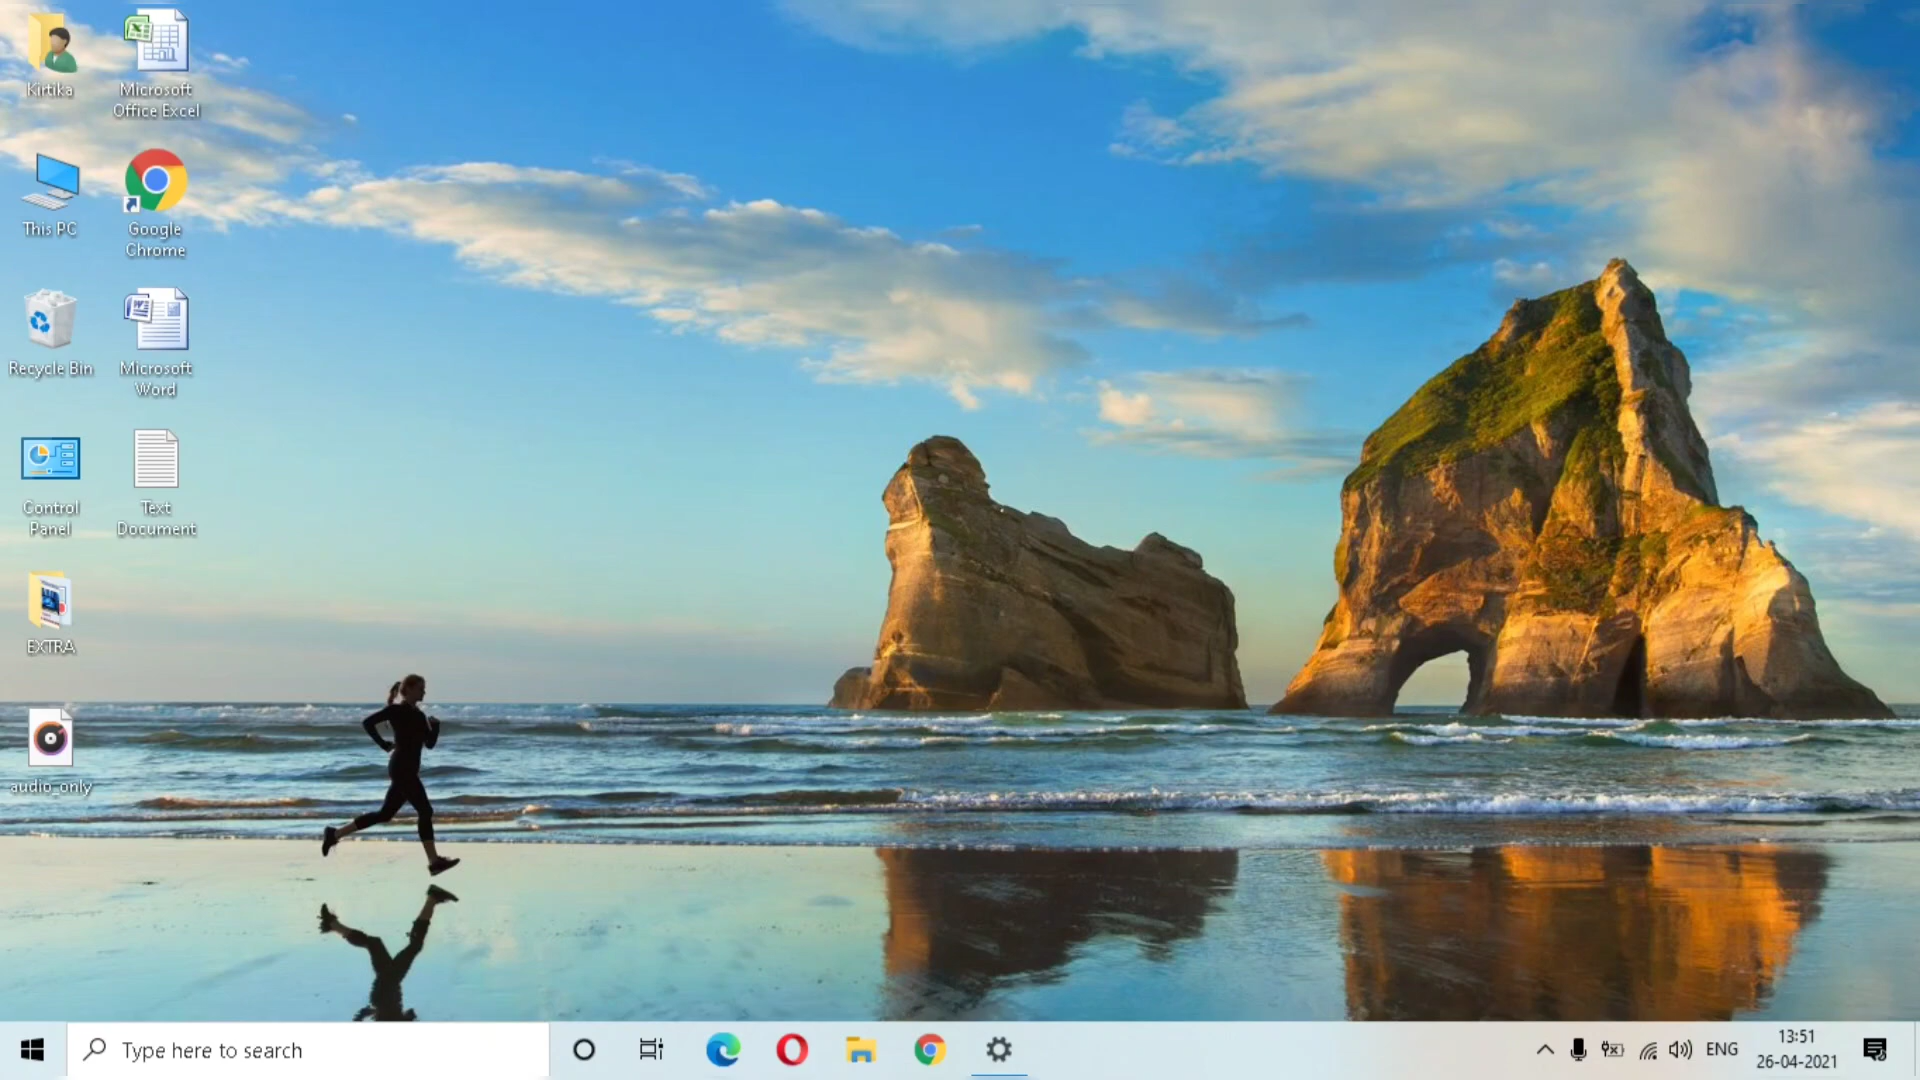 Kirtika
Microsoft
Office Excel
This PC
Google
Chrome
Recycle Bin
Microsoft
Word
Control
Panel
Text
Document
EXTRA
audio_only
Type here to search
ENG
13:51
26-04-2021